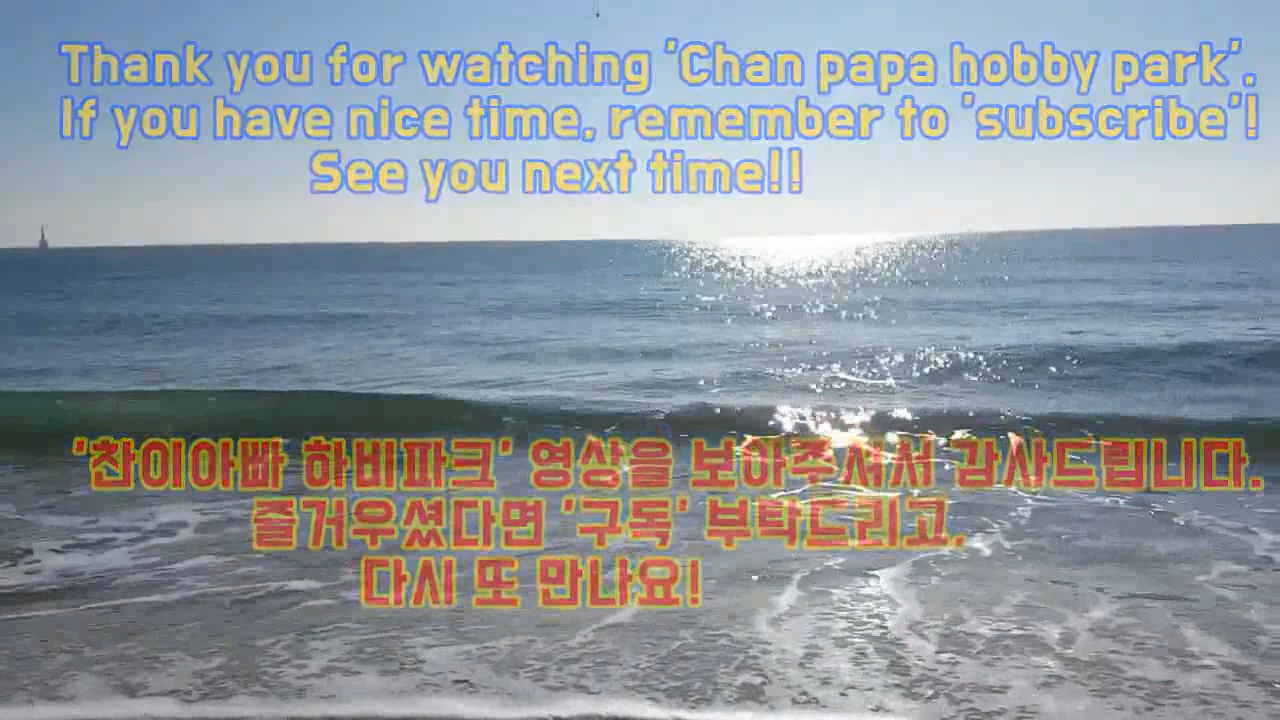 Thank you for watching 'Chan papa hobby park'.
If you have nice time, remember to 'subscribe'!
See you next time!!
'찬이아빠 하비파크' 영상을 보아주셔서 감사드립니다.
즐거우셨다면 '구독' 부탁드리고,
다시 또 만나요!